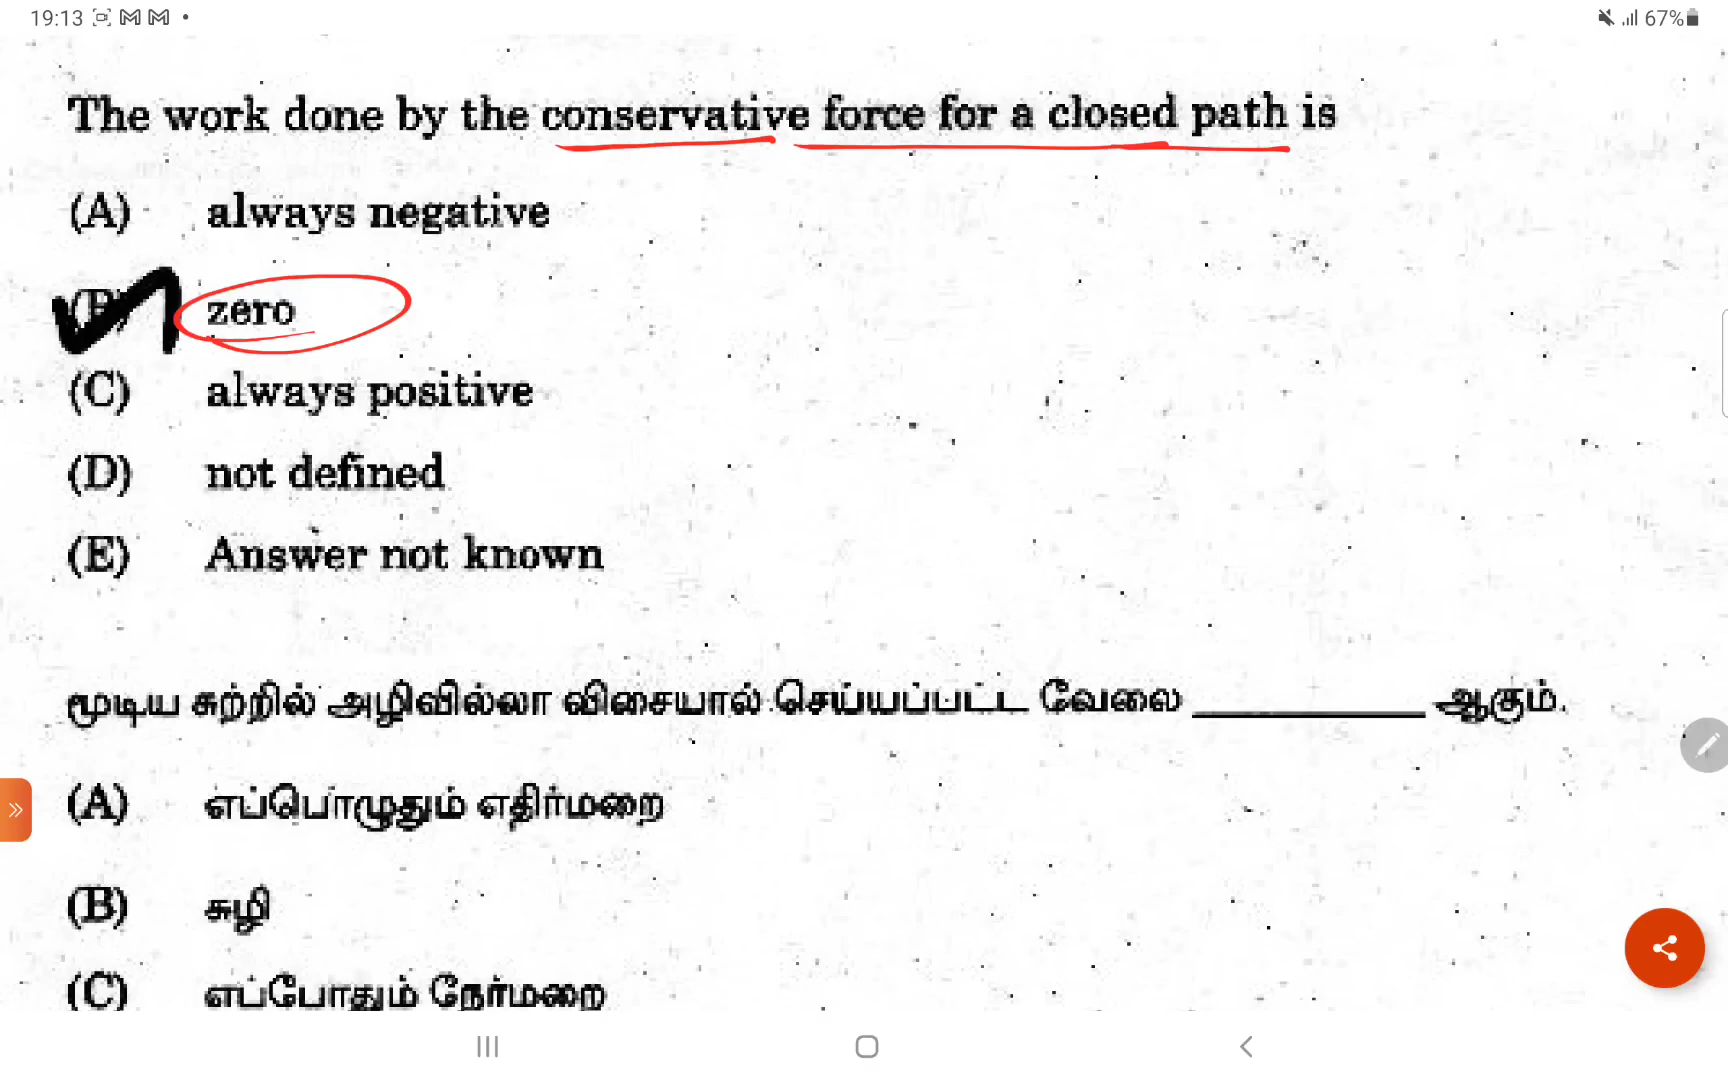 19:13
67%
The work done by the conservative force for a closed path is
(A) always negative
(B) zero
(C) always positive
(D) not defined
(E) Answer not known
மூடிய சுற்றில் அழிவில்லா விசையால் செய்யப்பட்ட வேலை __________ ஆகும்.
(A) எப்பொழுதும் எதிர்மறை
(B) சுழி
(C) எப்போதும் நேர்மறை